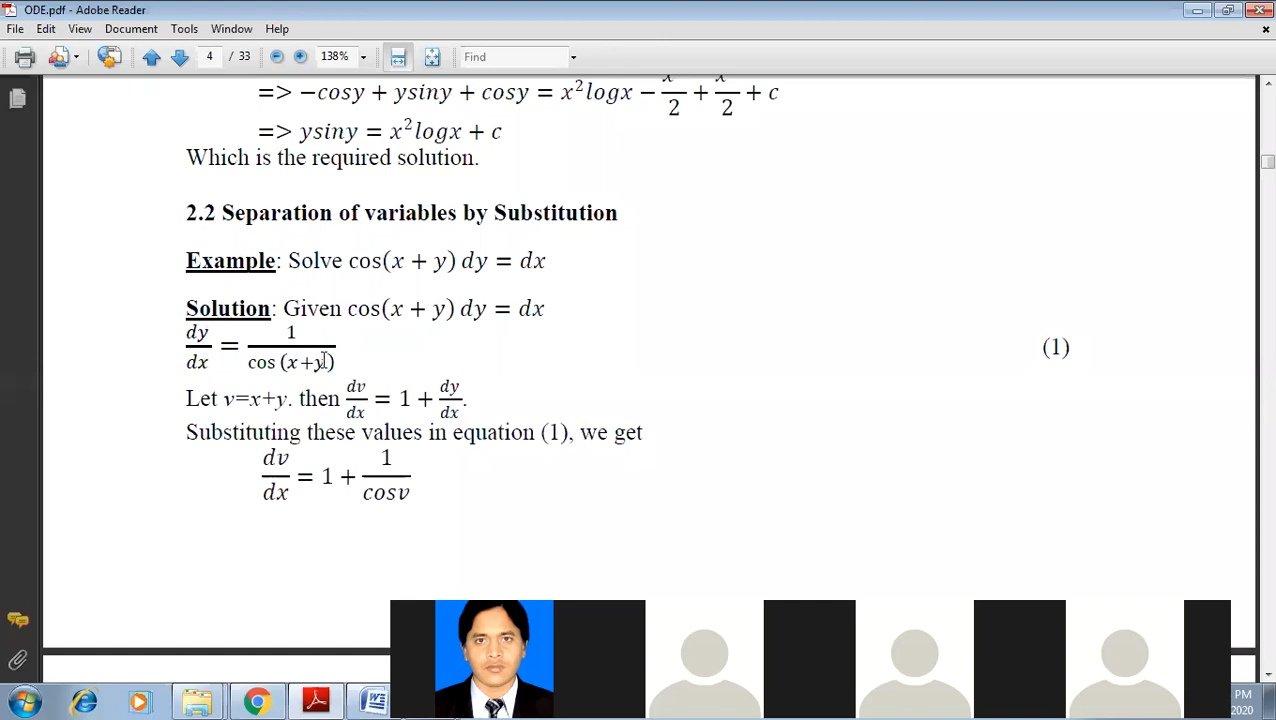 ODE.pdf - Adobe Reader
File Edit View Document Tools Window Help
4 / 33 138% Find
=> −cosy + ysiny + cosy = x²logx − x/2 + x/2 + c
=> ysiny = x²logx + c
Which is the required solution.
2.2 Separation of variables by Substitution
Example: Solve cos(x + y) dy = dx
Solution: Given cos(x + y) dy = dx
dy/dx = 1/cos (x+y) (1)
Let v=x+y. then dv/dx = 1 + dy/dx.
Substituting these values in equation (1), we get
dv/dx = 1 + 1/cosv
PM
2020